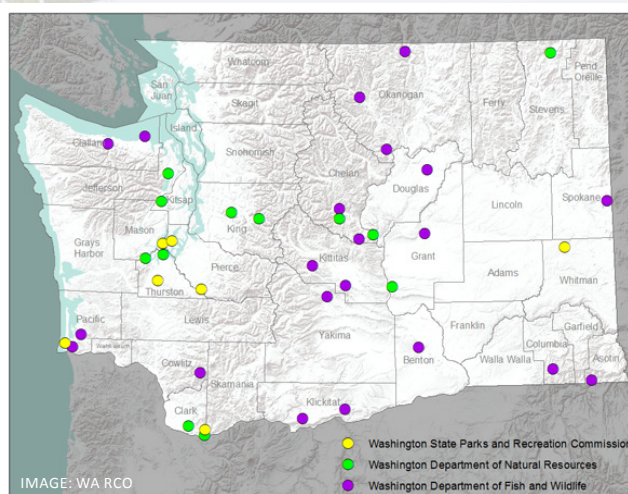 Whatcom
San
Juan
Skagit
Island
Okanogan
Ferry
Stevens
Pend
Oreille
Clallam
Snohomish
Chelan
Jefferson
Kitsap
Douglas
Lincoln
Spokane
Mason
King
Grays
Harbor
Kittitas
Grant
Adams
Whitman
Pierce
Thurston
Pacific
Lewis
Yakima
Franklin
Garfield
Columbia
Benton
Walla Walla
Asotin
Cowlitz
Skamania
Klickitat
Clark
Washington State Parks and Recreation Commission
Washington Department of Natural Resources
Washington Department of Fish and Wildlife
IMAGE: WA RCO